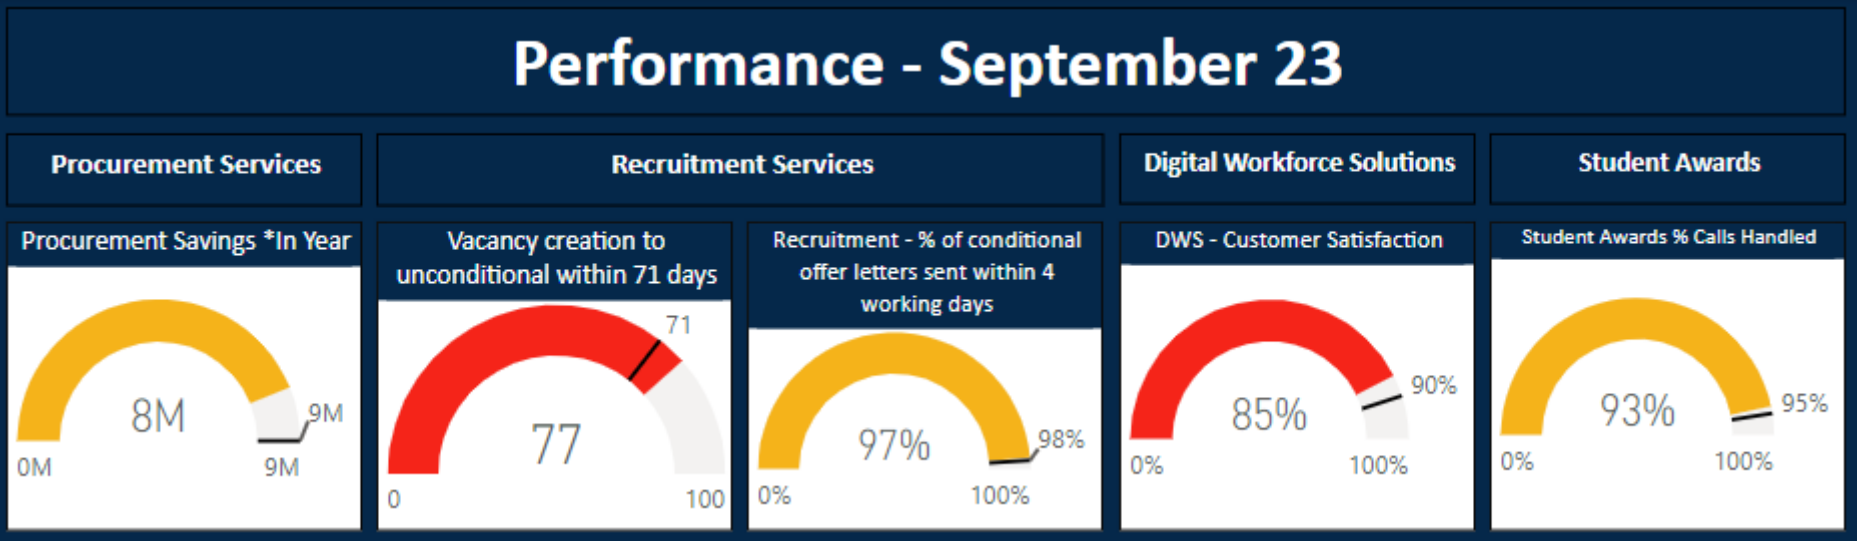 Performance - September 23
Procurement Services
Recruitment Services
Digital Workforce Solutions
Student Awards
Procurement Savings *In Year
8M
9M
0M
9M
Vacancy creation to
unconditional within 71 days
71
77
0
100
Recruitment - % of conditional
offer letters sent within 4
working days
97%
98%
0%
100%
DWS - Customer Satisfaction
90%
85%
0%
100%
Student Awards % Calls Handled
95%
93%
0%
100%